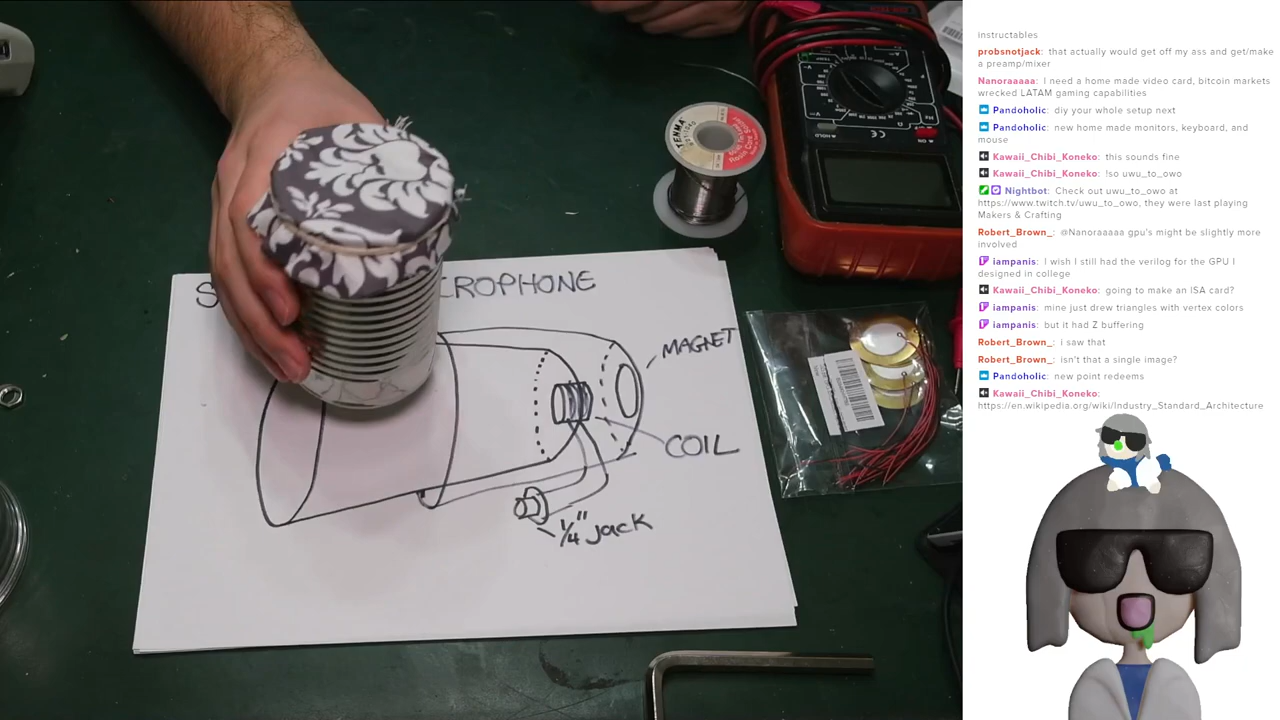 CROPHONE
MAGNET
COIL
1/4" jack
TENMA
HOLD
instructables
probsnotjack: that actually would get off my ass and get/make
a preamp/mixer
Nanoraaaaa: I need a home made video card, bitcoin markets
wrecked LATAM gaming capabilities
Pandoholic: diy your whole setup next
Pandoholic: new home made monitors, keyboard, and
mouse
Kawaii_Chibi_Koneko: this sounds fine
Kawaii_Chibi_Koneko: !so uwu_to_owo
Nightbot: Check out uwu_to_owo at
https://www.twitch.tv/uwu_to_owo, they were last playing
Makers & Crafting
Robert_Brown_: @Nanoraaaaa gpu's might be slightly more
involved
iampanis: I wish I still had the verilog for the GPU I
designed in college
Kawaii_Chibi_Koneko: going to make an ISA card?
iampanis: mine just drew triangles with vertex colors
iampanis: but it had Z buffering
Robert_Brown_: i saw that
Robert_Brown_: isn't that a single image?
Pandoholic: new point redeems
Kawaii_Chibi_Koneko:
https://en.wikipedia.org/wiki/Industry_Standard_Architecture